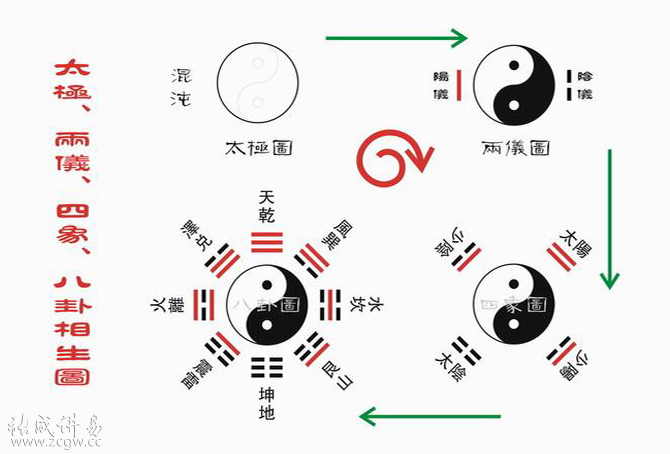 太極、兩儀、四象、八卦相生圖
混沌
太極圖
陽儀
陰儀
兩儀圖
天乾
澤兌
風巽
火離
八卦圖
水坎
震雷
艮山
坤地
少陰
太陽
四象圖
太陰
少陽
祐成讲易
www.zcgw.cc